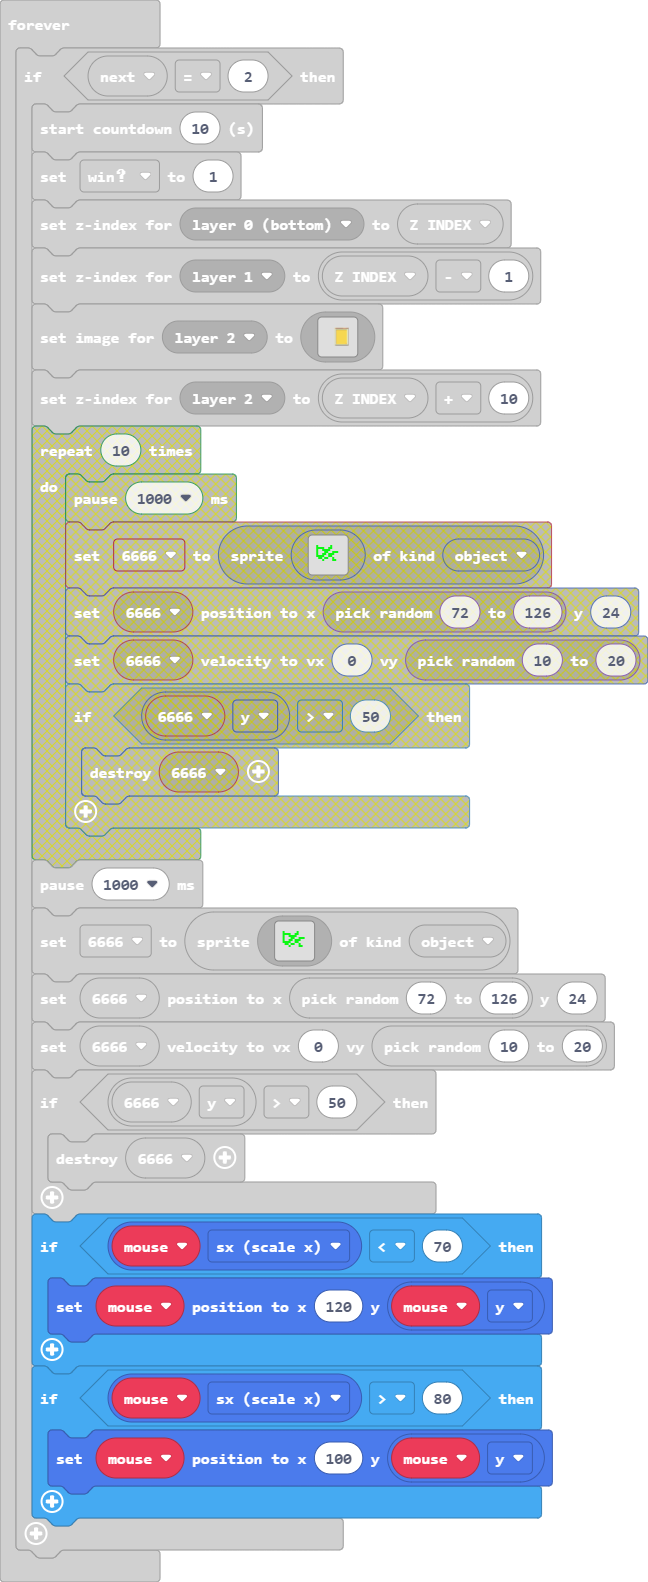 forever
if next = 2 then
start countdown 10 (s)
set win? to 1
set z-index for layer 0 (bottom) to Z INDEX
set z-index for layer 1 to Z INDEX - 1
set image for layer 2 to
set z-index for layer 2 to Z INDEX + 10
repeat 10 times
do
pause 1000 ms
set 6666 to sprite of kind object
set 6666 position to x pick random 72 to 126 y 24
set 6666 velocity to vx 0 vy pick random 10 to 20
if 6666 y > 50 then
destroy 6666
pause 1000 ms
set 6666 to sprite of kind object
set 6666 position to x pick random 72 to 126 y 24
set 6666 velocity to vx 0 vy pick random 10 to 20
if 6666 y > 50 then
destroy 6666
if mouse sx (scale x) < 70 then
set mouse position to x 120 y mouse y
if mouse sx (scale x) > 80 then
set mouse position to x 100 y mouse y